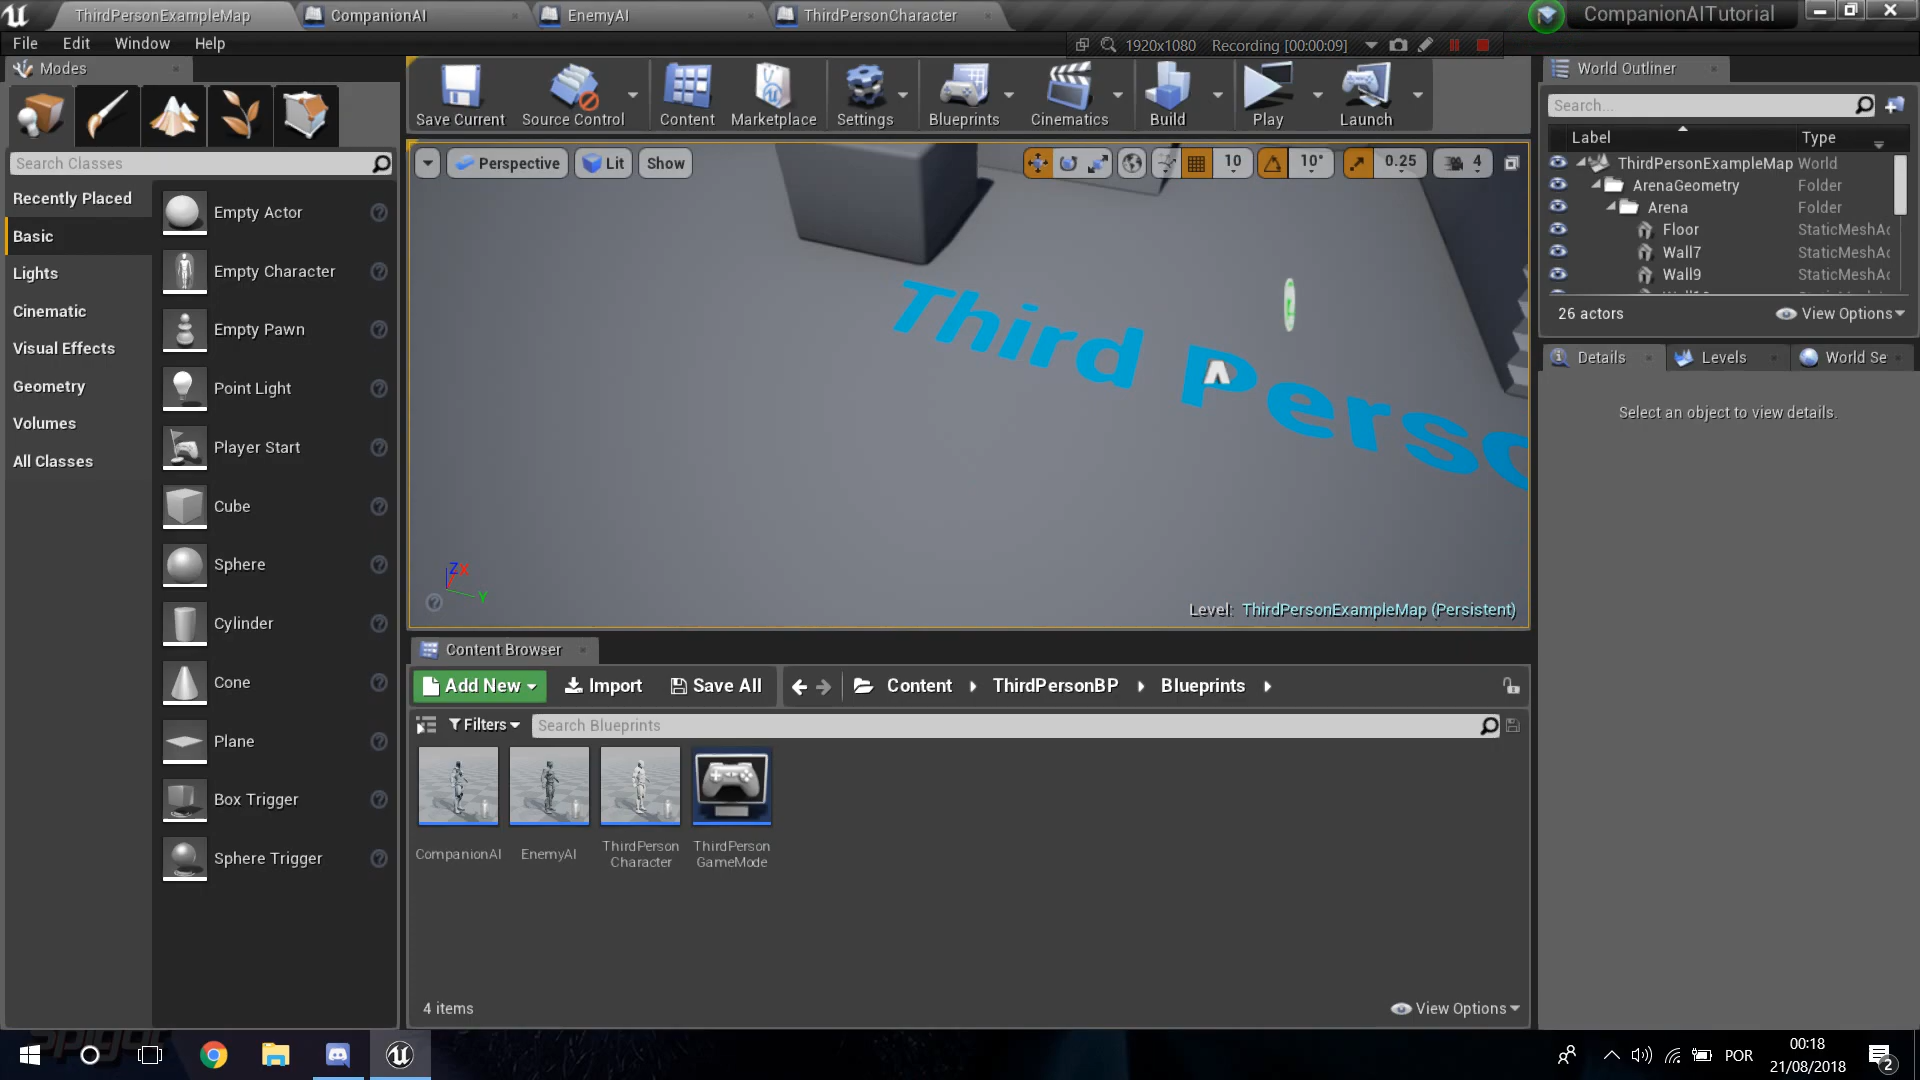 ThirdPersonExampleMap
CompanionAI
EnemyAI
ThirdPersonCharacter
CompanionAITutorial
File Edit Window Help
1920x1080 Recording [00:00:09]
Modes
Search Classes
Recently Placed
Basic
Lights
Cinematic
Visual Effects
Geometry
Volumes
All Classes
Empty Actor
Empty Character
Empty Pawn
Point Light
Player Start
Cube
Sphere
Cylinder
Cone
Plane
Box Trigger
Sphere Trigger
Save Current
Source Control
Content
Marketplace
Settings
Blueprints
Cinematics
Build
Play
Launch
Perspective
Lit
Show
10
10°
0.25
4
Third Perso
Z X
Y
Level: ThirdPersonExampleMap (Persistent)
Content Browser
Add New
Import
Save All
Content
ThirdPersonBP
Blueprints
Filters
Search Blueprints
CompanionAI
EnemyAI
ThirdPerson
Character
ThirdPerson
GameMode
4 items
View Options
World Outliner
Search...
Label Type
ThirdPersonExampleMap World
ArenaGeometry Folder
Arena Folder
Floor StaticMeshAc
Wall7 StaticMeshAc
Wall9 StaticMeshAc
26 actors
View Options
Details
Levels
World Se
Select an object to view details.
POR
00:18
21/08/2018
2